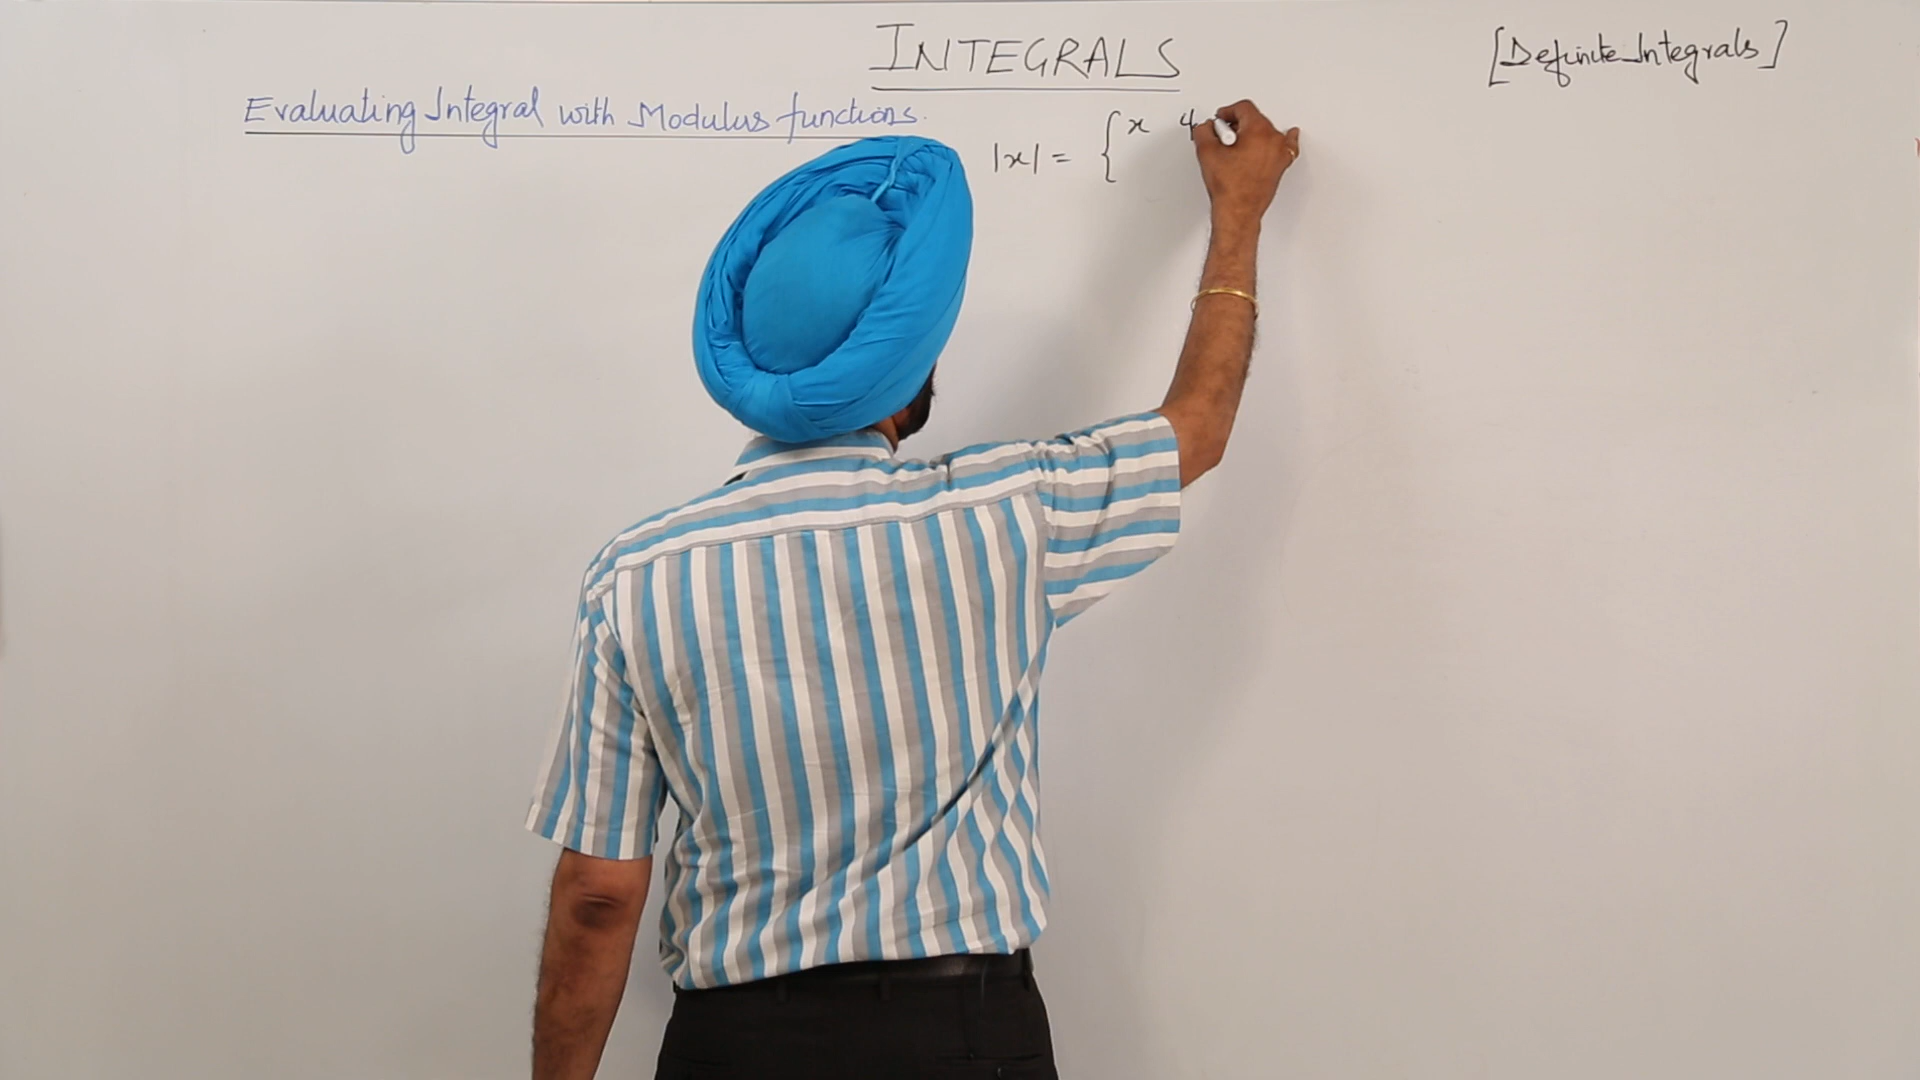 INTEGRALS
[Definite Integrals]
Evaluating Integral with Modulus functions.
|x| = { x